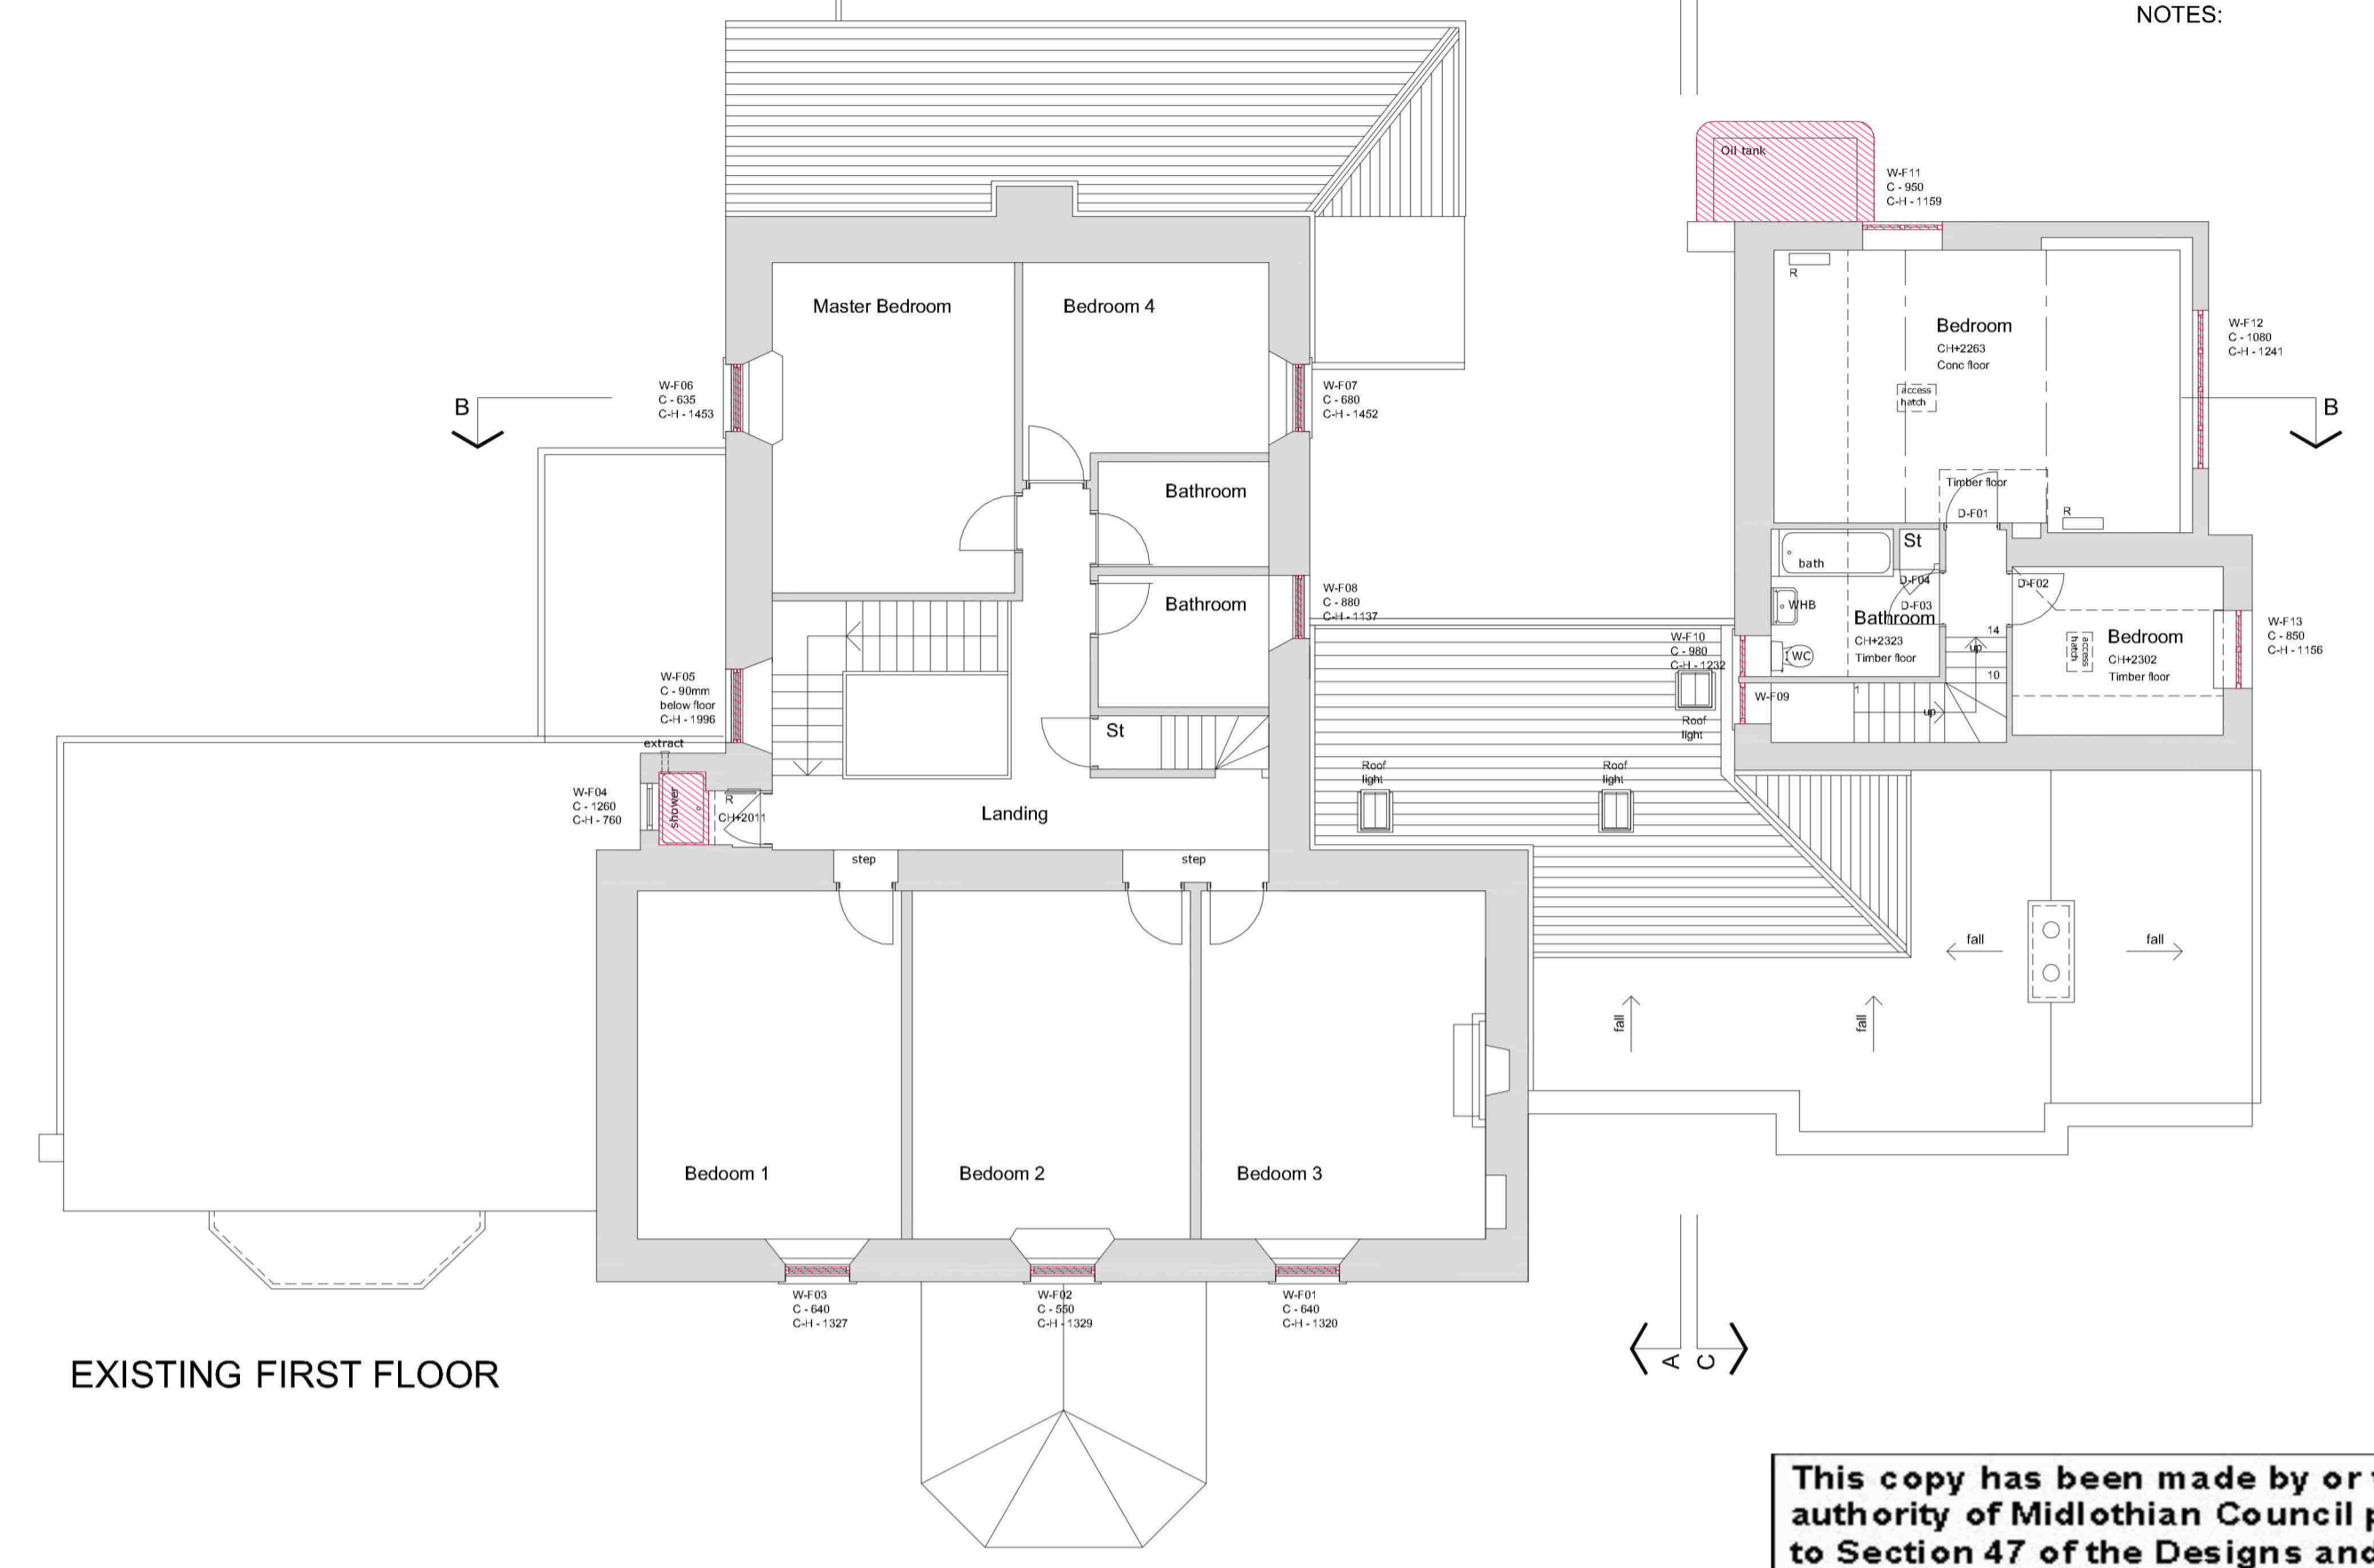 NOTES:
Oil tank
W-F11
C - 950
C-H - 1159
Master Bedroom
Bedroom 4
R
Bedroom
CH+2263
Conc floor
W-F12
C - 1080
C-H - 1241
W-F06
C - 635
C-H - 1453
W-F07
C - 680
C-H - 1452
access
hatch
B
B
Bathroom
Timber floor
D-F01
R
St
bath
D-F04
D-F02
W-F08
C - 880
C-H - 1137
Bathroom
WHB
D-F03
Bathroom
CH+2323
Timber floor
WC
14
up
10
access
hatch
Bedroom
CH+2302
Timber floor
W-F13
C - 850
C-H - 1156
W-F10
C - 980
C-H - 1232
W-F09
1
up
Roof
light
W-F05
C - 90mm
below floor
C-H - 1996
extract
St
W-F04
C - 1260
C-H - 760
shower
R
CH+2011
Landing
Roof
light
Roof
light
step
step
fall
fall
fall
fall
Bedoom 1
Bedoom 2
Bedoom 3
W-F03
C - 640
C-H - 1327
W-F02
C - 550
C-H - 1329
W-F01
C - 640
C-H - 1320
A
C
EXISTING FIRST FLOOR
This copy has been made by or
authority of Midlothian Council
to Section 47 of the Designs and